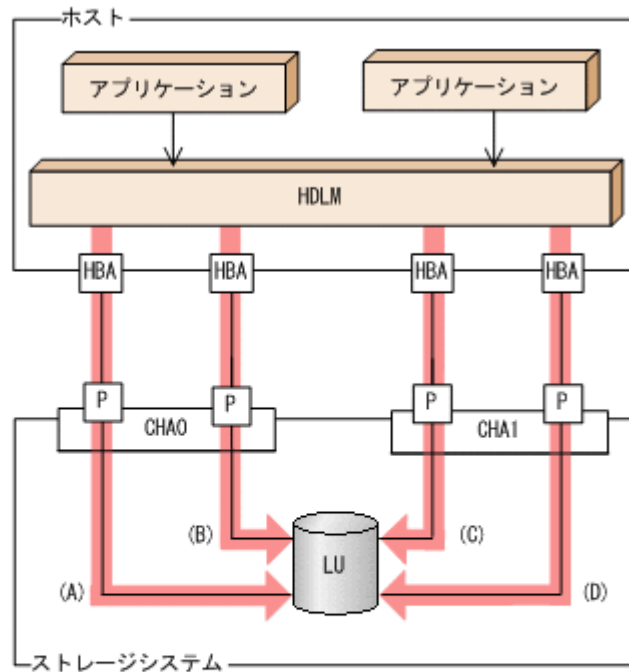 ホスト
アプリケーション
アプリケーション
HDLM
HBA
HBA
HBA
HBA
P
P
P
P
CHA0
CHA1
(B)
(C)
LU
(A)
(D)
ストレージシステム